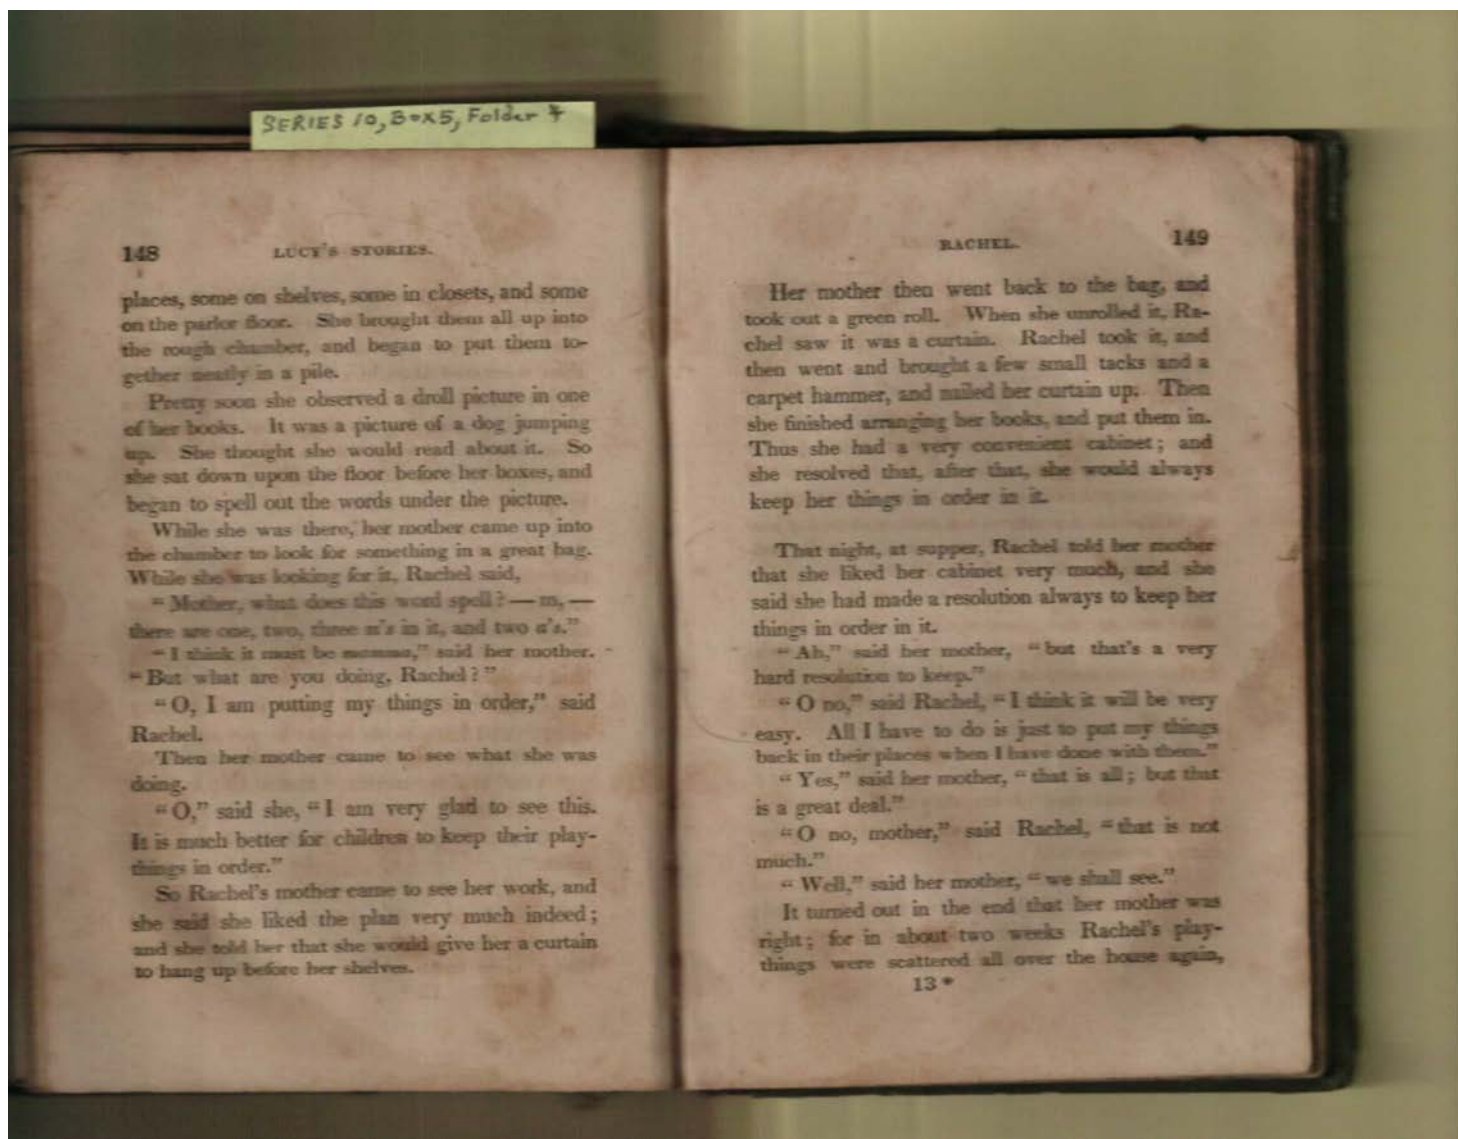 SERIES 10, BOX5, Folder 4
148 LUCY'S STORIES.
places, some on shelves, some in closets, and some
on the parlor floor. She brought them all up into
the rough chamber, and began to put them to-
gether neatly in a pile.
Pretty soon she observed a droll picture in one
of her books. It was a picture of a dog jumping
up. She thought she would read about it. So
she sat down upon the floor before her boxes, and
began to spell out the words under the picture.
While she was there, her mother came up into
the chamber to look for something in a great bag.
While she was looking for it, Rachel said,
"Mother, what does this word spell? — m, —
there are one, two, three m's in it, and two a's."
"I think it must be mamma," said her mother.
"But what are you doing, Rachel?"
"O, I am putting my things in order," said
Rachel.
Then her mother came to see what she was
doing.
"O," said she, "I am very glad to see this.
It is much better for children to keep their play-
things in order."
So Rachel's mother came to see her work, and
she said she liked the plan very much indeed;
and she told her that she would give her a curtain
to hang up before her shelves.
RACHEL. 149
Her mother then went back to the bag, and
took out a green roll. When she unrolled it, Ra-
chel saw it was a curtain. Rachel took it, and
then went and brought a few small tacks and a
carpet hammer, and nailed her curtain up. Then
she finished arranging her books, and put them in.
Thus she had a very convenient cabinet; and
she resolved that, after that, she would always
keep her things in order in it.
That night, at supper, Rachel told her mother
that she liked her cabinet very much, and she
said she had made a resolution always to keep her
things in order in it.
"Ah," said her mother, "but that's a very
hard resolution to keep."
"O no," said Rachel, "I think it will be very
easy. All I have to do is just to put my things
back in their places when I have done with them."
"Yes," said her mother, "that is all; but that
is a great deal."
"O no, mother," said Rachel, "that is not
much."
"Well," said her mother, "we shall see."
It turned out in the end that her mother was
right; for in about two weeks Rachel's play-
things were scattered all over the house again,
13*